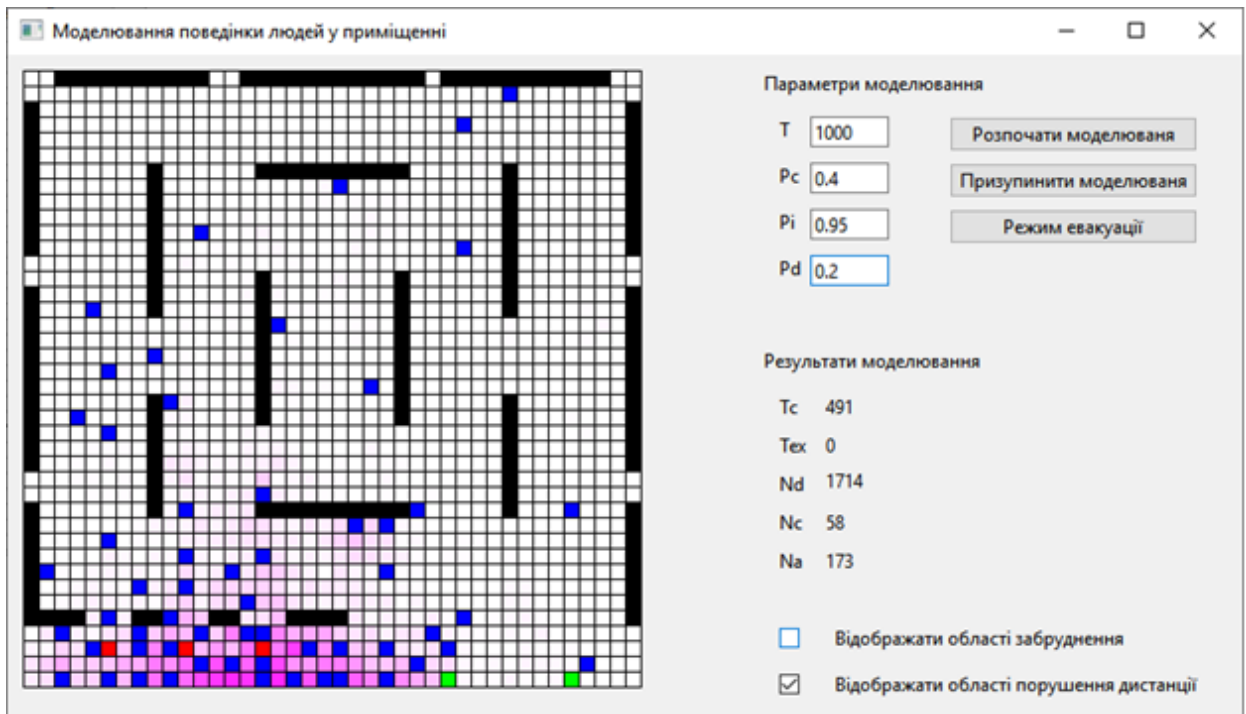 Моделювання поведінки людей у приміщенні
Параметри моделювання
T 1000
Розпочати моделюваня
Pc 0.4
Призупинити моделюваня
Pi 0.95
Режим евакуації
Pd 0.2
Результати моделювання
Tc 491
Tex 0
Nd 1714
Nc 58
Na 173
Відображати області забруднення
Відображати області порушення дистанції